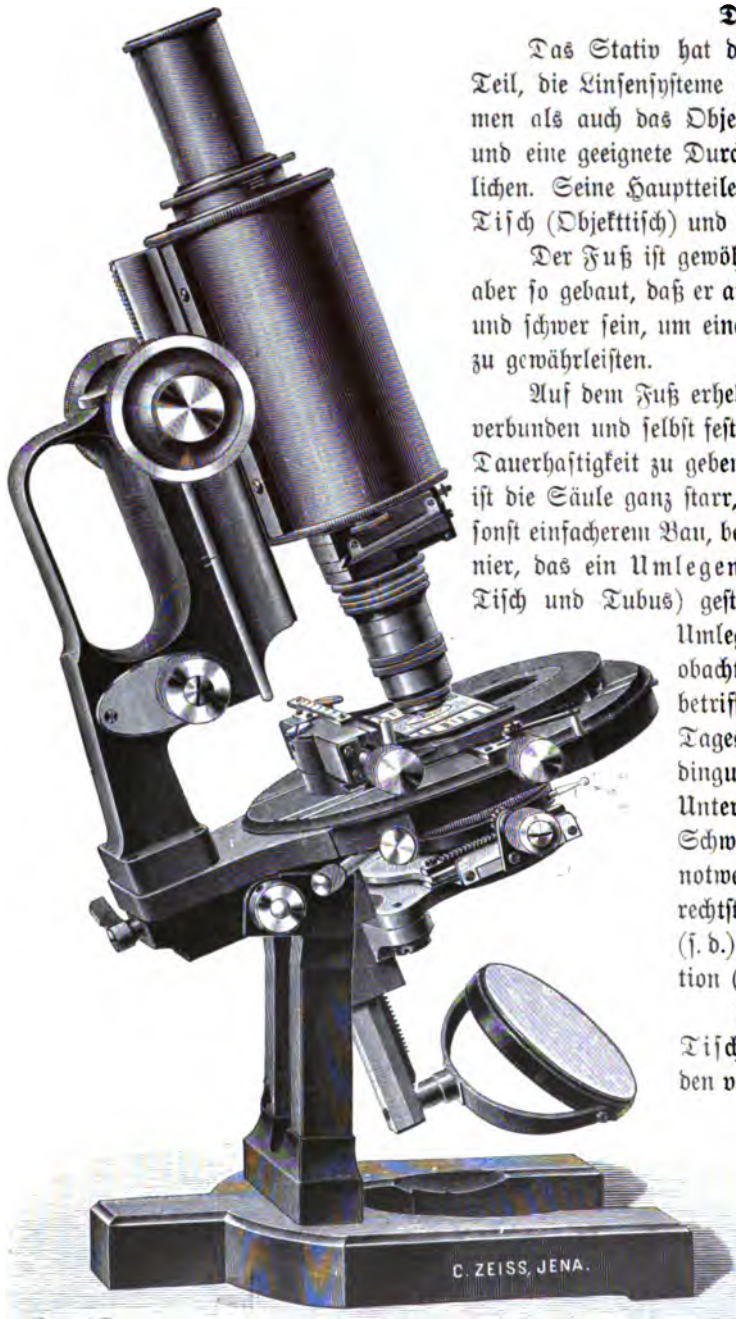 Das Stativ hat d
Teil, die Linsensysteme
men als auch das Obje
und eine geeignete Durc
lichen. Seine Hauptteile
Tisch (Objekttisch) und
Der Fuß ist gewöh
aber so gebaut, daß er a
und schwer sein, um ein
zu gewährleisten.
Auf dem Fuß erhe
verbunden und selbst fest
Dauerhaftigkeit zu geben
ist die Säule ganz starr,
sonst einfacherem Bau, be
nier, das ein Umlegen
Tisch und Tubus) gest
Umleg
obacht
betrif
Tages
dingu
Unter
Schw
notwe
rechtst
(s. d.)
tion (
Tisch
den v
C. ZEISS, JENA.